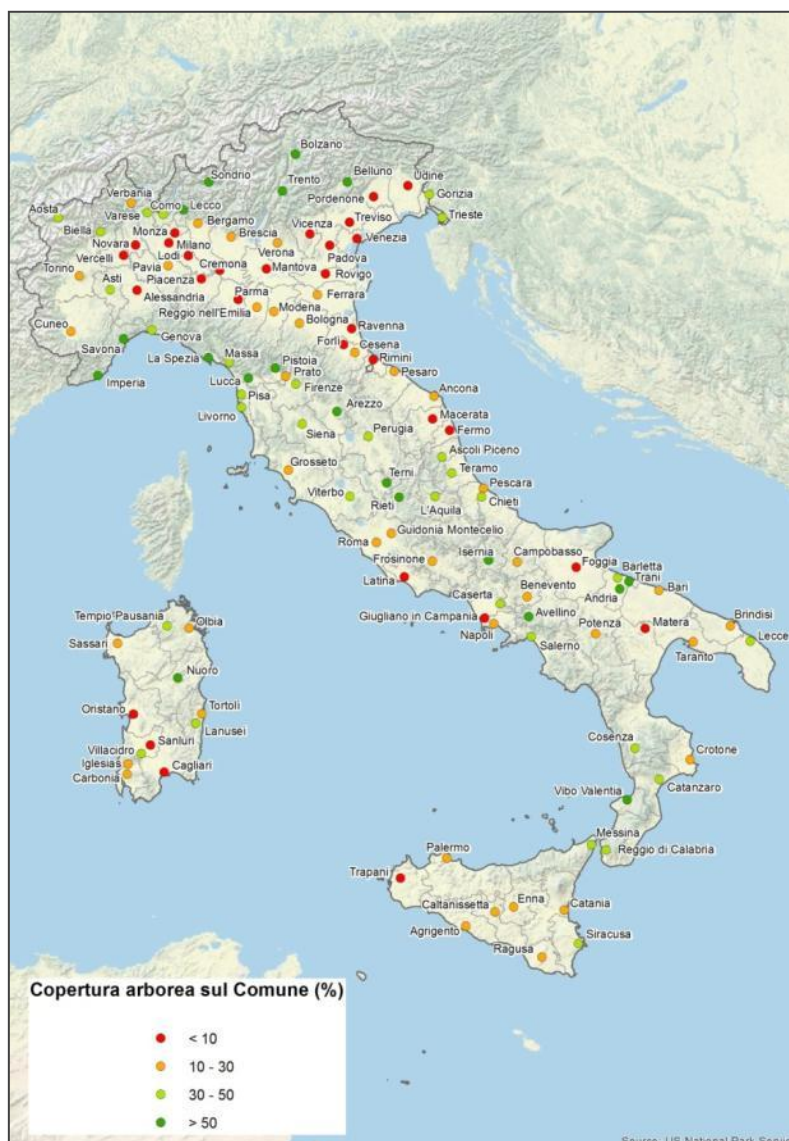 Bolzano
Sondrio
Trento
Belluno
Udine
Verbania
Pordenone
Gorizia
Aosta
Como
Lecco
Varese
Bergamo
Vicenza
Treviso
Trieste
Biella
Monza
Brescia
Novara
Milano
Venezia
Verona
Vercelli
Lodi
Padova
Torino
Pavia
Cremona
Mantova
Rovigo
Asti
Piacenza
Alessandria
Parma
Ferrara
Reggio nell'Emilia
Modena
Cuneo
Bologna
Ravenna
Savona
Genova
Forlì
Cesena
La Spezia
Massa
Pistoia
Rimini
Imperia
Lucca
Prato
Pesaro
Firenze
Pisa
Ancona
Arezzo
Livorno
Macerata
Siena
Perugia
Fermo
Ascoli Piceno
Grosseto
Terni
Teramo
Pescara
Viterbo
Rieti
L'Aquila
Chieti
Guidonia Montecelio
Roma
Isernia
Campobasso
Frosinone
Foggia
Barletta
Latina
Trani
Caserta
Benevento
Andria
Bari
Tempio Pausania
Giugliano in Campania
Avellino
Brindisi
Olbia
Napoli
Potenza
Matera
Sassari
Salerno
Taranto
Lecce
Nuoro
Oristano
Tortolì
Lanusei
Sanluri
Villacidro
Cosenza
Iglesias
Crotone
Carbonia
Cagliari
Catanzaro
Vibo Valentia
Messina
Palermo
Reggio di Calabria
Trapani
Enna
Caltanissetta
Catania
Agrigento
Siracusa
Ragusa
Copertura arborea sul Comune (%)
< 10
10 - 30
30 - 50
> 50
Source: US National Park Service